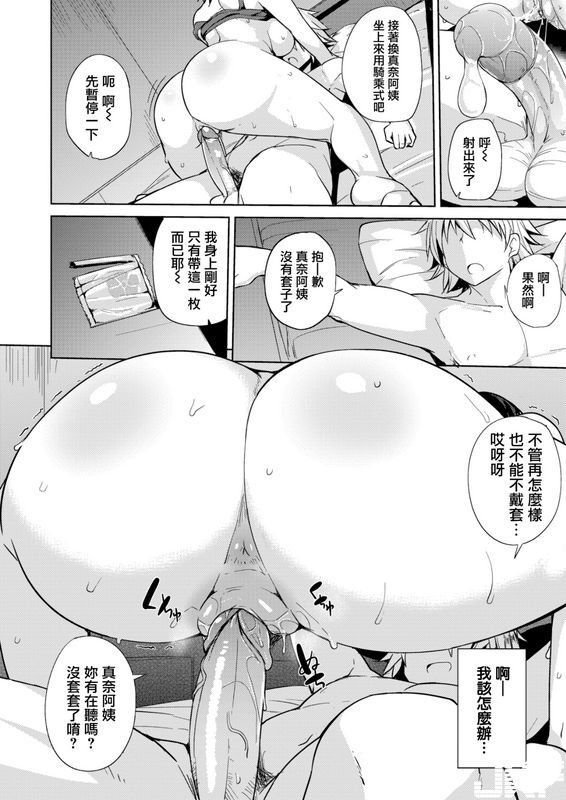 呼~
射出來了
接著換真奈阿姨
坐上來用騎乘式吧
呃 啊~
先暫停一下
啊—
果然啊
抱—歉
真奈阿姨
沒有套子了
我身上剛好
只有帶這一枚
而已耶~
不管再怎麼樣
也不能不戴套…
哎呀呀
啊—
我該怎麼辦…
真奈阿姨
妳有在聽嗎?
沒套套了唷?